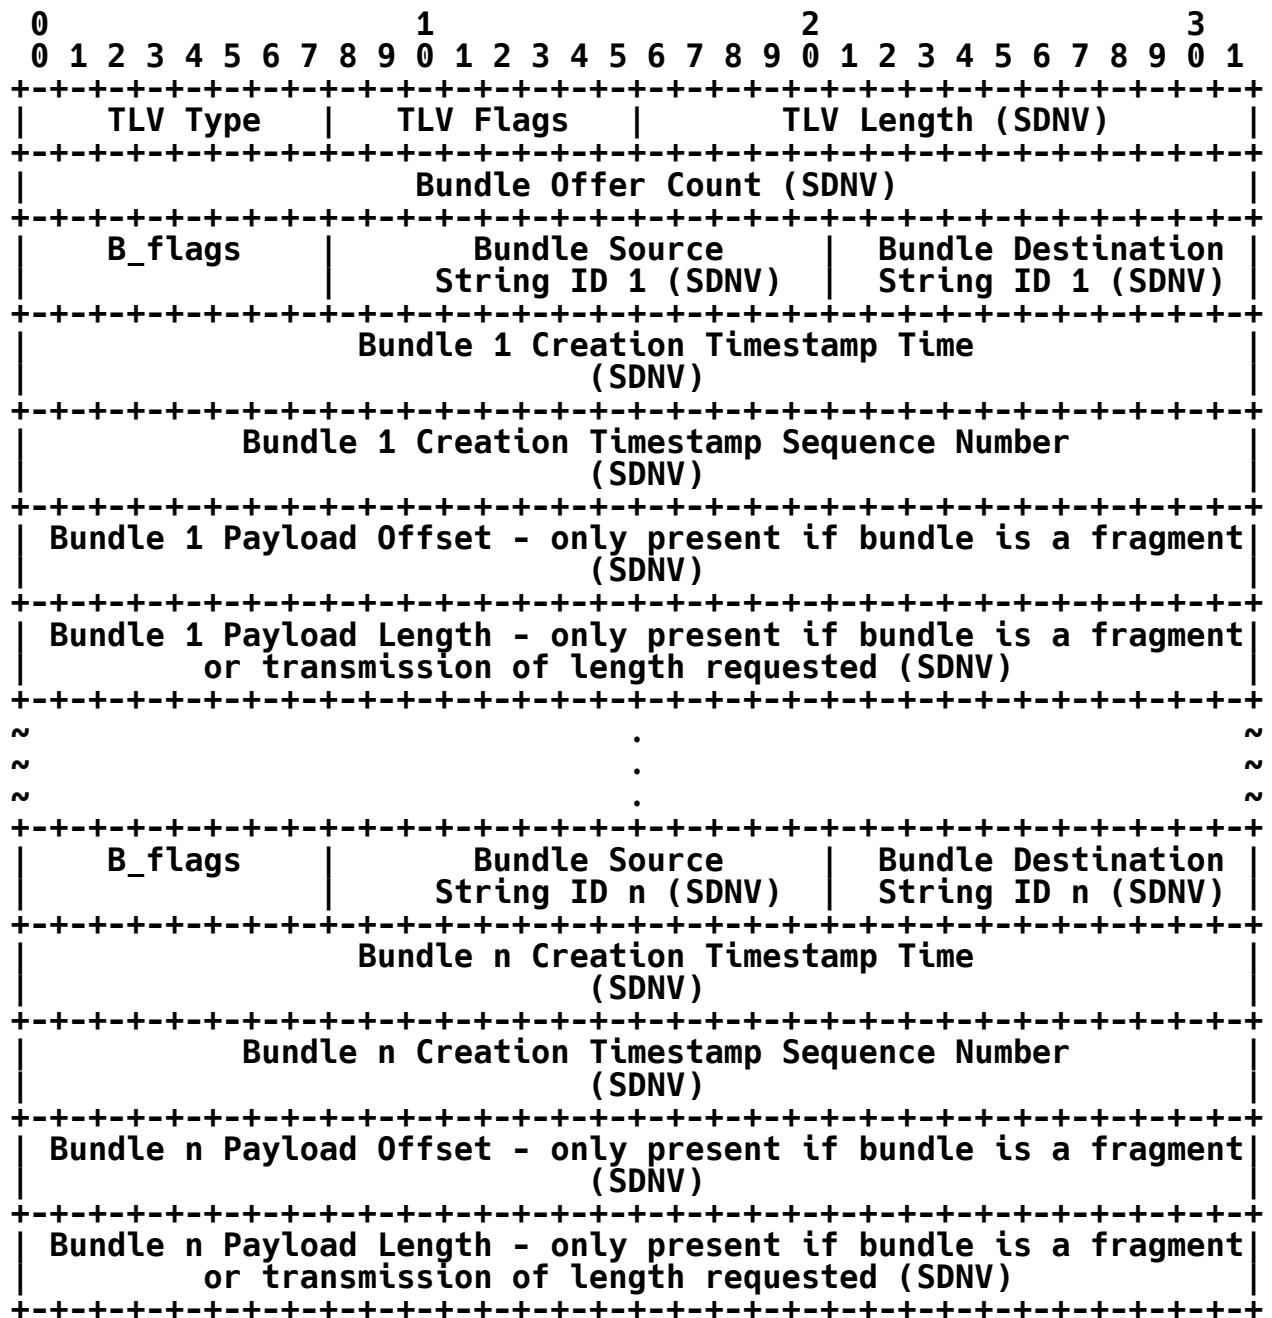 0                   1                   2                   3
 0 1 2 3 4 5 6 7 8 9 0 1 2 3 4 5 6 7 8 9 0 1 2 3 4 5 6 7 8 9 0 1
+-+-+-+-+-+-+-+-+-+-+-+-+-+-+-+-+-+-+-+-+-+-+-+-+-+-+-+-+-+-+-+-+
|    TLV Type   |   TLV Flags   |       TLV Length (SDNV)       |
+-+-+-+-+-+-+-+-+-+-+-+-+-+-+-+-+-+-+-+-+-+-+-+-+-+-+-+-+-+-+-+-+
|                    Bundle Offer Count (SDNV)                  |
+-+-+-+-+-+-+-+-+-+-+-+-+-+-+-+-+-+-+-+-+-+-+-+-+-+-+-+-+-+-+-+-+
|    B_flags    |       Bundle Source     |  Bundle Destination |
|               |     String ID 1 (SDNV)  |  String ID 1 (SDNV) |
+-+-+-+-+-+-+-+-+-+-+-+-+-+-+-+-+-+-+-+-+-+-+-+-+-+-+-+-+-+-+-+-+
|                 Bundle 1 Creation Timestamp Time              |
|                             (SDNV)                            |
+-+-+-+-+-+-+-+-+-+-+-+-+-+-+-+-+-+-+-+-+-+-+-+-+-+-+-+-+-+-+-+-+
|           Bundle 1 Creation Timestamp Sequence Number         |
|                             (SDNV)                            |
+-+-+-+-+-+-+-+-+-+-+-+-+-+-+-+-+-+-+-+-+-+-+-+-+-+-+-+-+-+-+-+-+
| Bundle 1 Payload Offset - only present if bundle is a fragment|
|                             (SDNV)                            |
+-+-+-+-+-+-+-+-+-+-+-+-+-+-+-+-+-+-+-+-+-+-+-+-+-+-+-+-+-+-+-+-+
| Bundle 1 Payload Length - only present if bundle is a fragment|
|         or transmission of length requested (SDNV)            |
+-+-+-+-+-+-+-+-+-+-+-+-+-+-+-+-+-+-+-+-+-+-+-+-+-+-+-+-+-+-+-+-+
~                               .                               ~
~                               .                               ~
~                               .                               ~
+-+-+-+-+-+-+-+-+-+-+-+-+-+-+-+-+-+-+-+-+-+-+-+-+-+-+-+-+-+-+-+-+
|    B_flags    |       Bundle Source     |  Bundle Destination |
|               |     String ID n (SDNV)  |  String ID n (SDNV) |
+-+-+-+-+-+-+-+-+-+-+-+-+-+-+-+-+-+-+-+-+-+-+-+-+-+-+-+-+-+-+-+-+
|                 Bundle n Creation Timestamp Time              |
|                             (SDNV)                            |
+-+-+-+-+-+-+-+-+-+-+-+-+-+-+-+-+-+-+-+-+-+-+-+-+-+-+-+-+-+-+-+-+
|           Bundle n Creation Timestamp Sequence Number         |
|                             (SDNV)                            |
+-+-+-+-+-+-+-+-+-+-+-+-+-+-+-+-+-+-+-+-+-+-+-+-+-+-+-+-+-+-+-+-+
| Bundle n Payload Offset - only present if bundle is a fragment|
|                             (SDNV)                            |
+-+-+-+-+-+-+-+-+-+-+-+-+-+-+-+-+-+-+-+-+-+-+-+-+-+-+-+-+-+-+-+-+
| Bundle n Payload Length - only present if bundle is a fragment|
|         or transmission of length requested (SDNV)            |
+-+-+-+-+-+-+-+-+-+-+-+-+-+-+-+-+-+-+-+-+-+-+-+-+-+-+-+-+-+-+-+-+